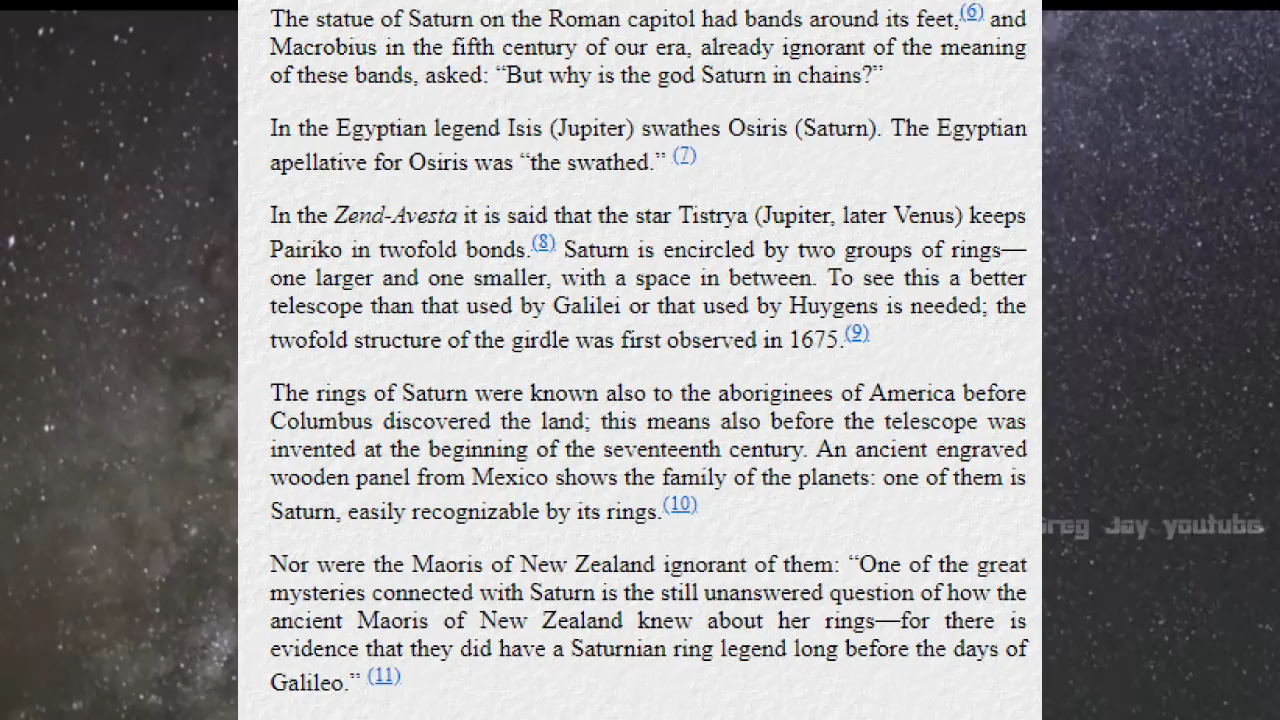 The statue of Saturn on the Roman capitol had bands around its feet,(6) and
Macrobius in the fifth century of our era, already ignorant of the meaning
of these bands, asked: “But why is the god Saturn in chains?”
In the Egyptian legend Isis (Jupiter) swathes Osiris (Saturn). The Egyptian
apellative for Osiris was “the swathed.” (7)
In the Zend-Avesta it is said that the star Tistrya (Jupiter, later Venus) keeps
Pairiko in twofold bonds.(8) Saturn is encircled by two groups of rings—
one larger and one smaller, with a space in between. To see this a better
telescope than that used by Galilei or that used by Huygens is needed; the
twofold structure of the girdle was first observed in 1675.(9)
The rings of Saturn were known also to the aboriginees of America before
Columbus discovered the land; this means also before the telescope was
invented at the beginning of the seventeenth century. An ancient engraved
wooden panel from Mexico shows the family of the planets: one of them is
Saturn, easily recognizable by its rings.(10)
Nor were the Maoris of New Zealand ignorant of them: “One of the great
mysteries connected with Saturn is the still unanswered question of how the
ancient Maoris of New Zealand knew about her rings—for there is
evidence that they did have a Saturnian ring legend long before the days of
Galileo.” (11)
Jay youtube